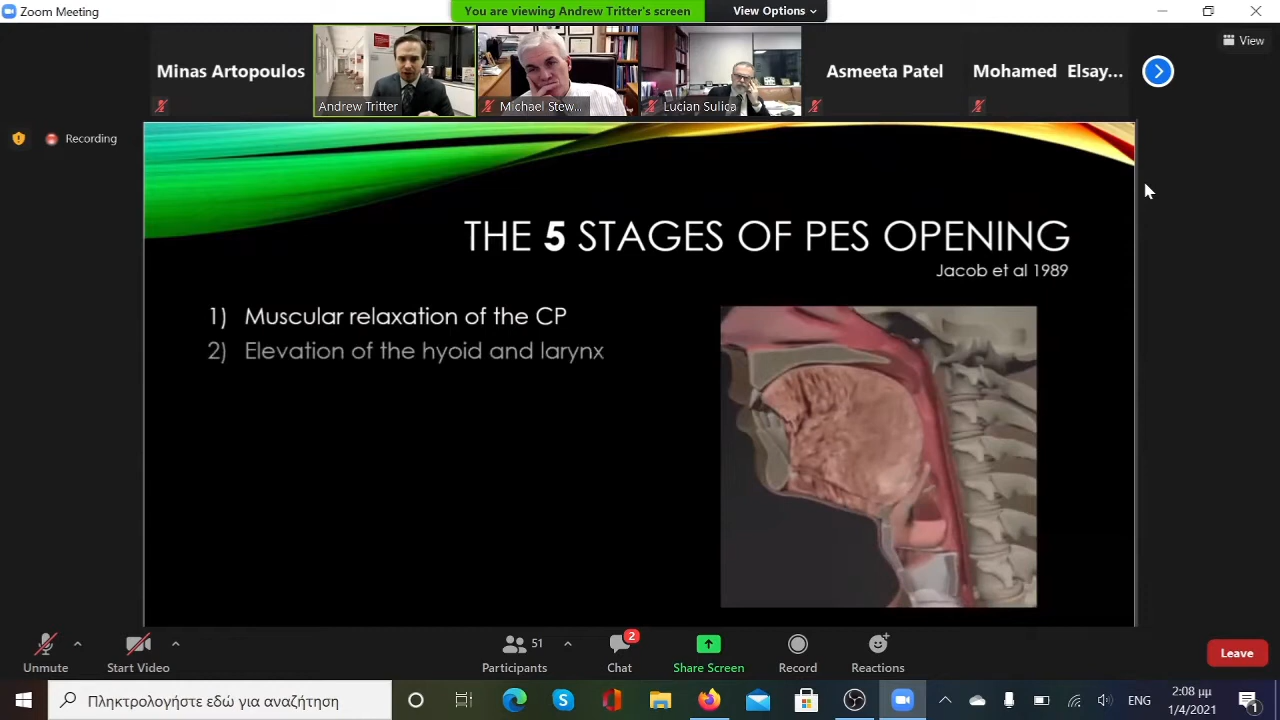 Zoom Meeting
You are viewing Andrew Tritter's screen
View Options
Minas Artopoulos
Andrew Tritter
Michael Stew...
Lucian Sulica
Asmeeta Patel
Mohamed Elsay...
View
Recording
THE 5 STAGES OF PES OPENING
Jacob et al 1989
1) Muscular relaxation of the CP
2) Elevation of the hyoid and larynx
Unmute
Start Video
51
Participants
2
Chat
Share Screen
Record
Reactions
Leave
Πληκτρολογήστε εδώ για αναζήτηση
ENG
2:08 μμ
1/4/2021
1